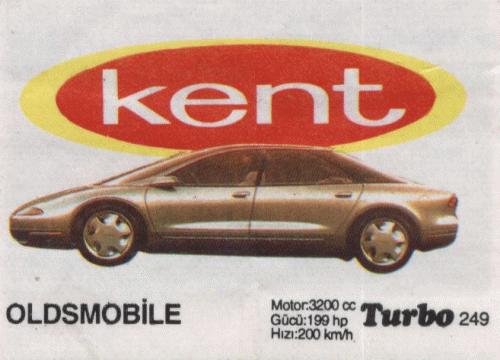 kent
OLDSMOBİLE
Motor:3200 cc
Gücü:199 hp
Hızı:200 km/h
Turbo 249